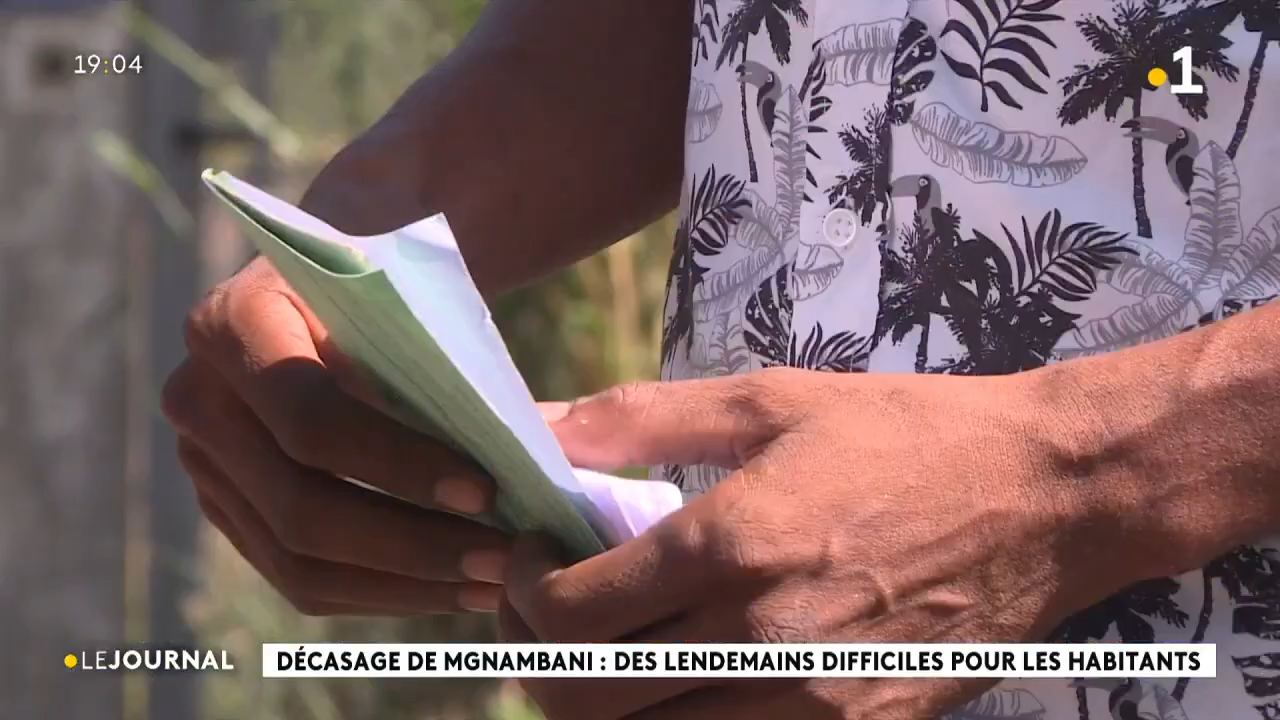 19:04
1
LEJOURNAL
DÉCASAGE DE MGNAMBANI : DES LENDEMAINS DIFFICILES POUR LES HABITANTS